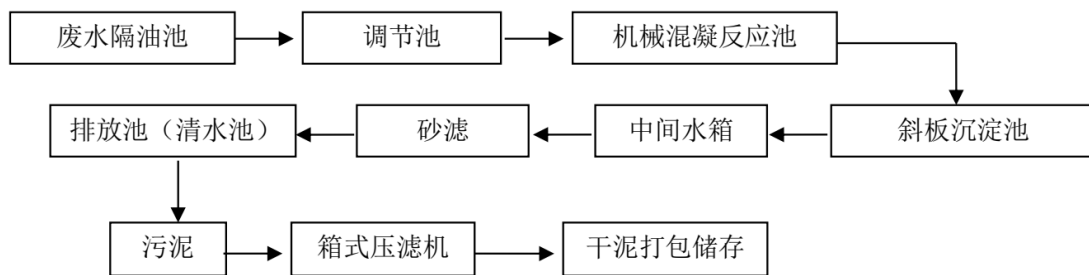 废水隔油池
调节池
机械混凝反应池
排放池（清水池）
砂滤
中间水箱
斜板沉淀池
污泥
箱式压滤机
干泥打包储存